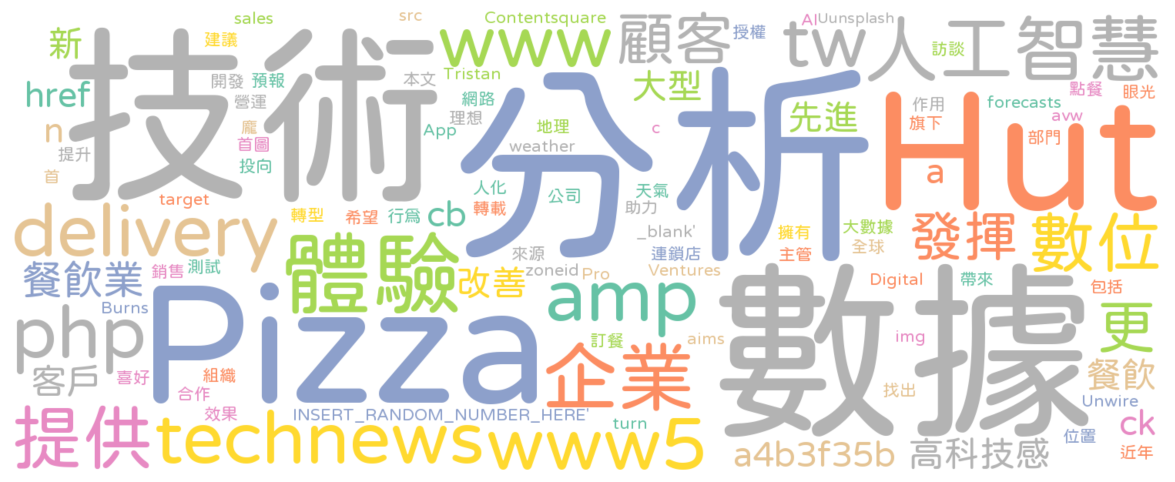 sales
src
Contentsquare
AI
Uunsplash
新
建議
技術
www
顧客
授權
tw
人工智慧
訪談
開發
預報
本文
Tristan
大型
href
營運
網路
理想
App
分析
點餐
眼光
n
龐
首圖
提升
投向
首
地理
weather
c
先進
作用
旗下
forecasts
avw
部門
Hut
a
target
人化
轉載
公司
天氣
助力
delivery
轉型
希望
行為
cb
_blank'
連鎖店
擁有
主管
大數據
全球
發揮
數位
餐飲業
銷售
測試
體驗
改善
來源
zoneid
Pro
Ventures
Digital
帶來
包括
Burns
Pizza
amp
數據
php
訂餐
aims
img
更
客戶
喜好
組織
合作
效果
企業
找出
餐飲
Unwire
提供
technews
INSERT_RANDOM_NUMBER_HERE'
turn
www5
a4b3f35b
高科技感
ck
位置
近年